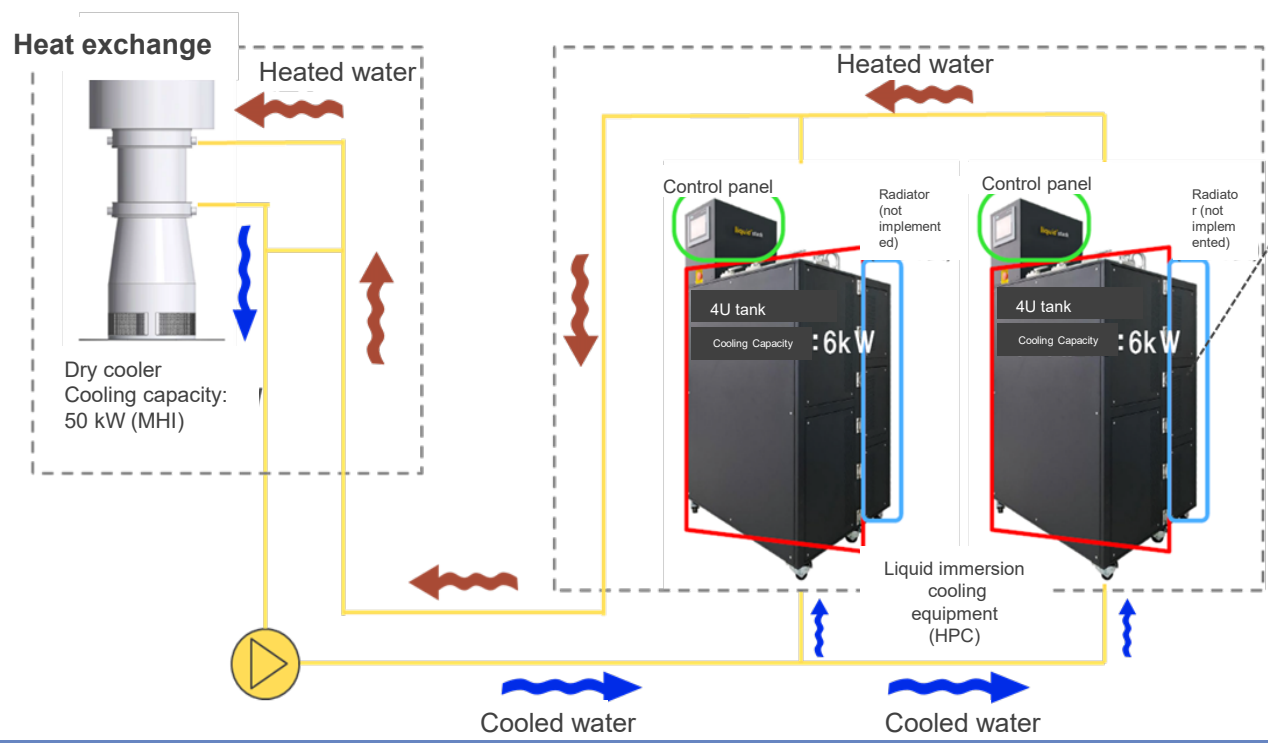 Heat exchange
Heated water
Heated water
Control panel
Radiator
(not
implement
ed)
Control panel
Radiato
r (not
implem
ented)
4U tank
Cooling Capacity :6kW
4U tank
Cooling Capacity :6kW
Dry cooler
Cooling capacity:
50 kW (MHI)
Liquid immersion
cooling
equipment
(HPC)
Cooled water
Cooled water